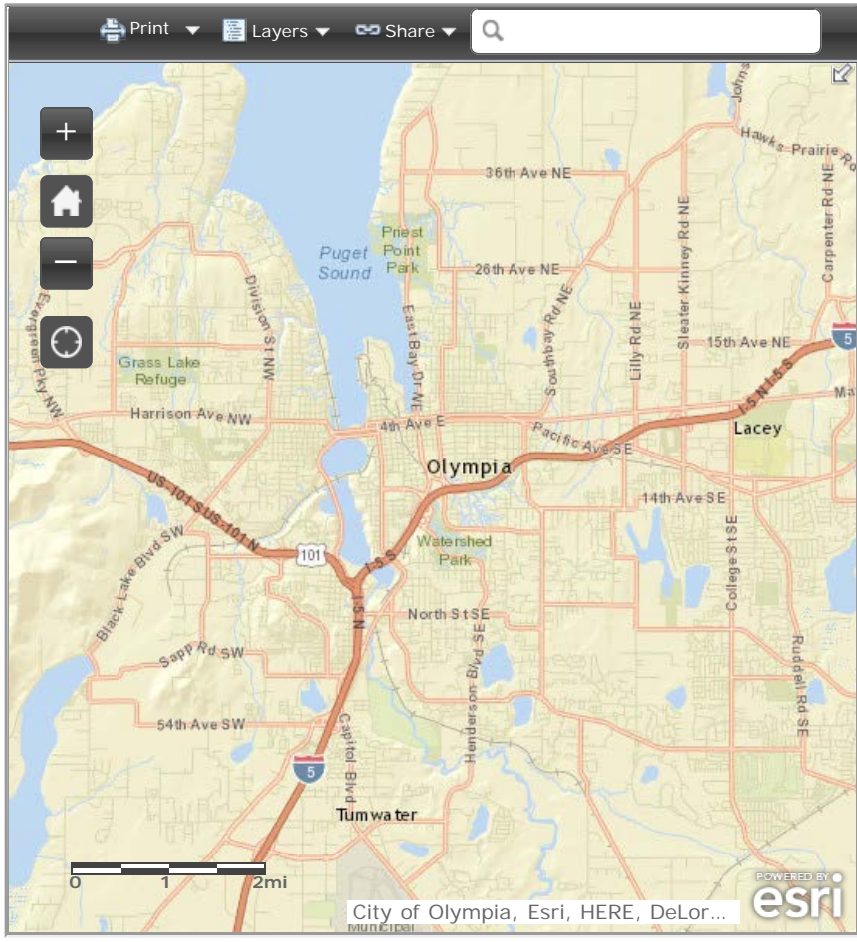 Print
Layers
Share
Johns
Hawks Prairie Rd
36th Ave NE
Priest
Point
Park
Puget
Sound
26th Ave NE
Carpenter Rd NE
Sleater Kinney Rd NE
Division St NW
Evergreen Pky NW
East Bay Dr NE
Southbay Rd NE
Lilly Rd NE
15th Ave NE
5
Grass Lake
Refuge
I-5 N I-5 S
Harrison Ave NW
4th Ave E
Pacific Ave SE
Ma
Lacey
Olympia
US-101 S US-101 N
14th Ave SE
101
I-5 S
Watershed
Park
Black Lake Blvd SW
I-5 N
North St SE
College St SE
Sapp Rd SW
Henderson Blvd SE
Ruddell Rd SE
54th Ave SW
Capitol Blvd
5
Tumwater
0 1 2mi
POWERED BY
esri
City of Olympia, Esri, HERE, DeLor...
Municipal